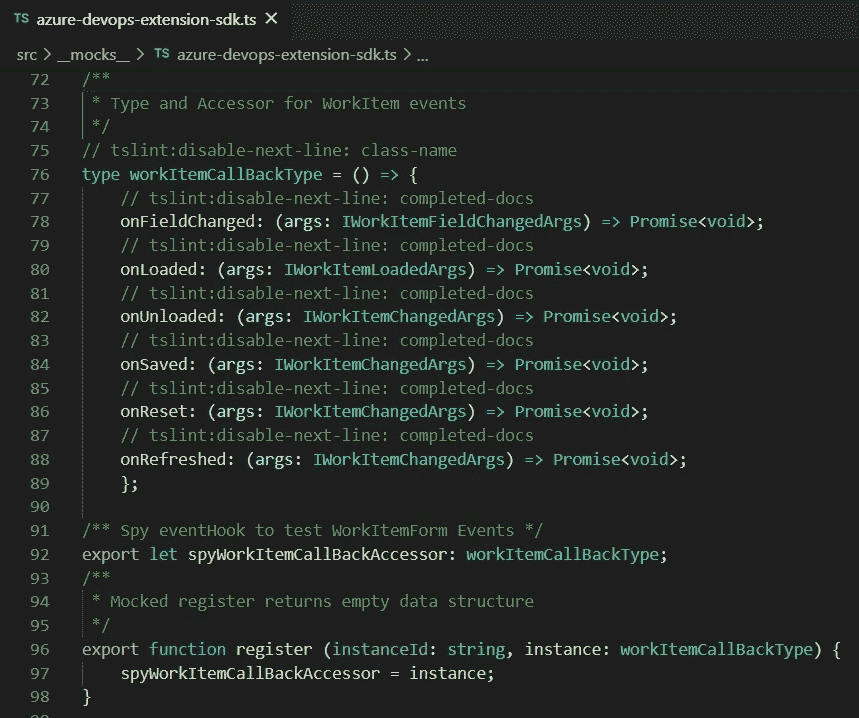 TS azure-devops-extension-sdk.ts ✕
src > __mocks__ > TS azure-devops-extension-sdk.ts > ...
72 /**
73 * Type and Accessor for WorkItem events
74 */
75 // tslint:disable-next-line: class-name
76 type workItemCallBackType = () => {
77 // tslint:disable-next-line: completed-docs
78 onFieldChanged: (args: IWorkItemFieldChangedArgs) => Promise<void>;
79 // tslint:disable-next-line: completed-docs
80 onLoaded: (args: IWorkItemLoadedArgs) => Promise<void>;
81 // tslint:disable-next-line: completed-docs
82 onUnloaded: (args: IWorkItemChangedArgs) => Promise<void>;
83 // tslint:disable-next-line: completed-docs
84 onSaved: (args: IWorkItemChangedArgs) => Promise<void>;
85 // tslint:disable-next-line: completed-docs
86 onReset: (args: IWorkItemChangedArgs) => Promise<void>;
87 // tslint:disable-next-line: completed-docs
88 onRefreshed: (args: IWorkItemChangedArgs) => Promise<void>;
89 };
90
91 /** Spy eventHook to test WorkItemForm Events */
92 export let spyWorkItemCallBackAccessor: workItemCallBackType;
93 /**
94 * Mocked register returns empty data structure
95 */
96 export function register (instanceId: string, instance: workItemCallBackType) {
97 spyWorkItemCallBackAccessor = instance;
98 }